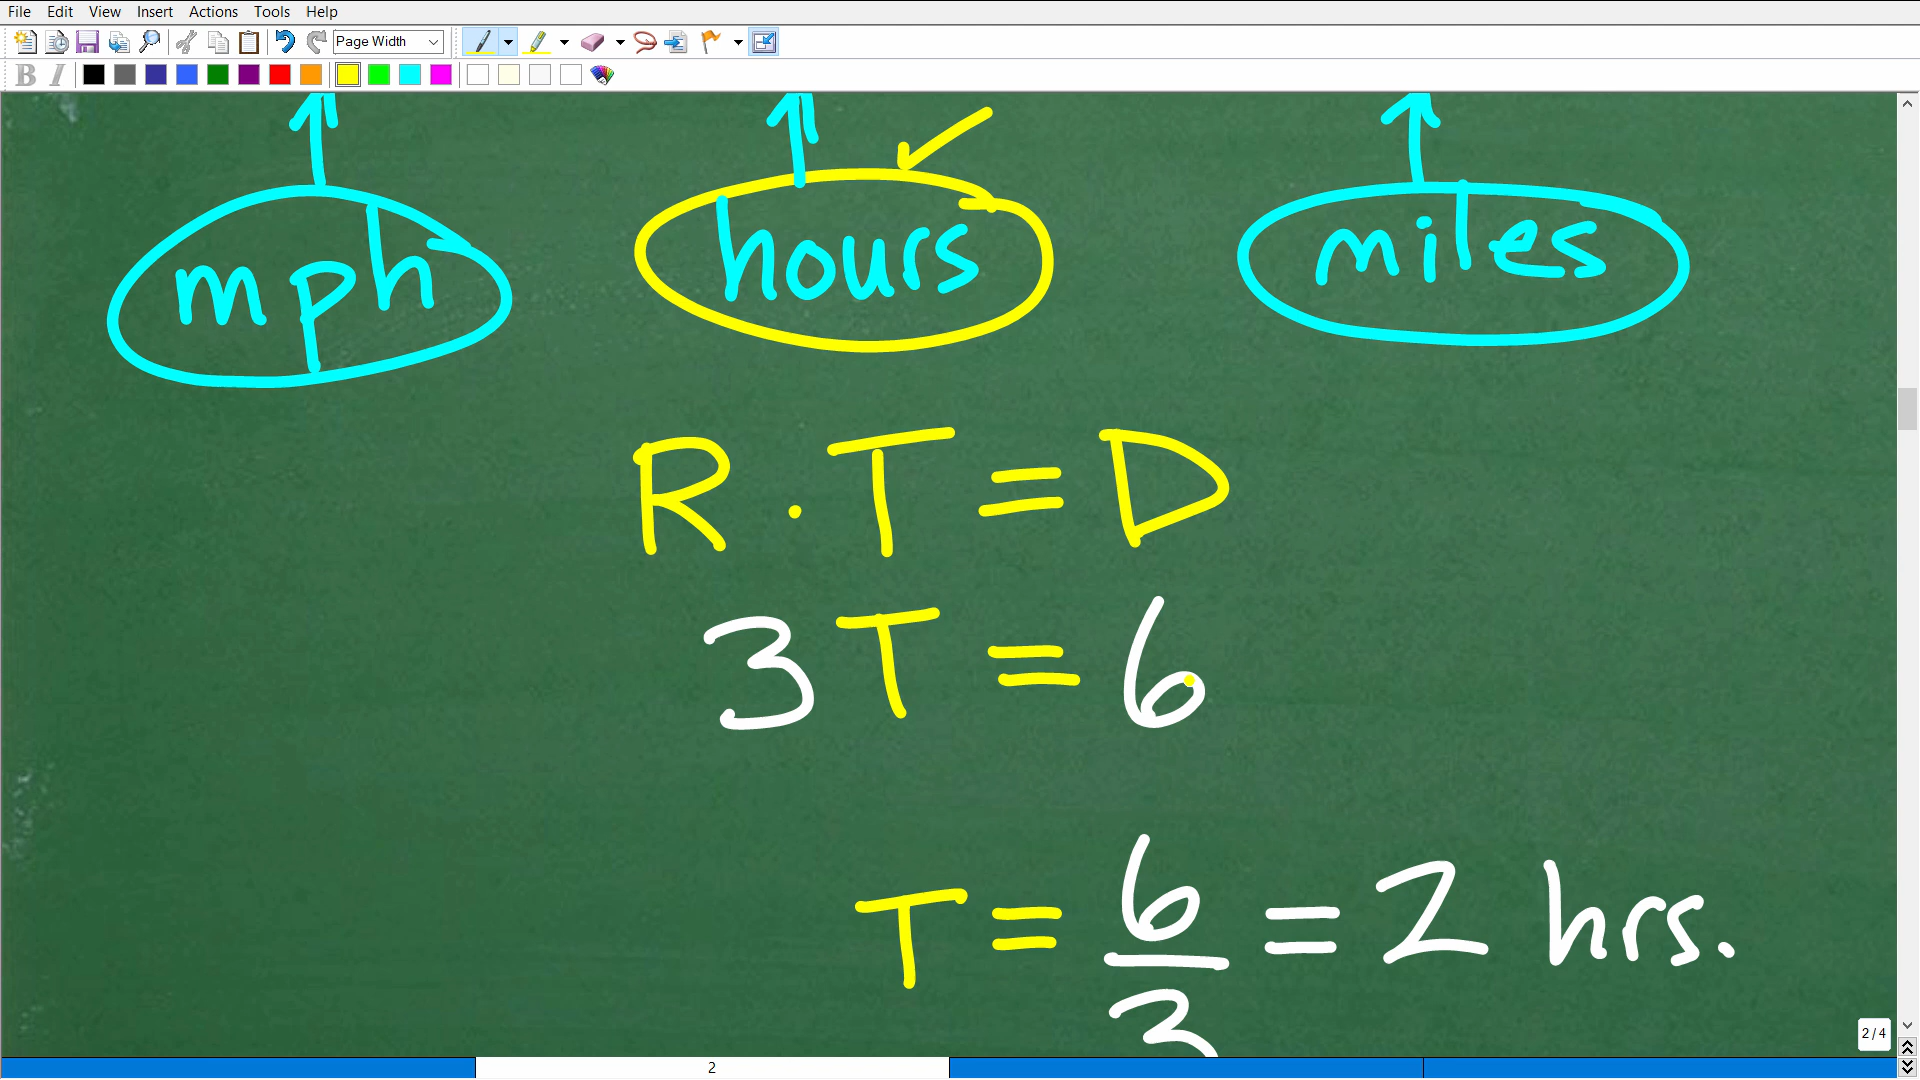 File Edit View Insert Actions Tools Help
Page Width
B I
mph hours miles
R · T = D
3T = 6
T = 6/3 = 2 hrs.
2 / 4
2